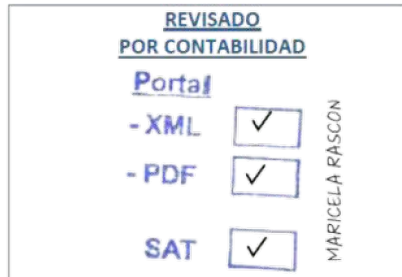 REVISADO
POR CONTABILIDAD
Portal
- XML ✓
- PDF ✓
SAT ✓
MARICELA RASCON